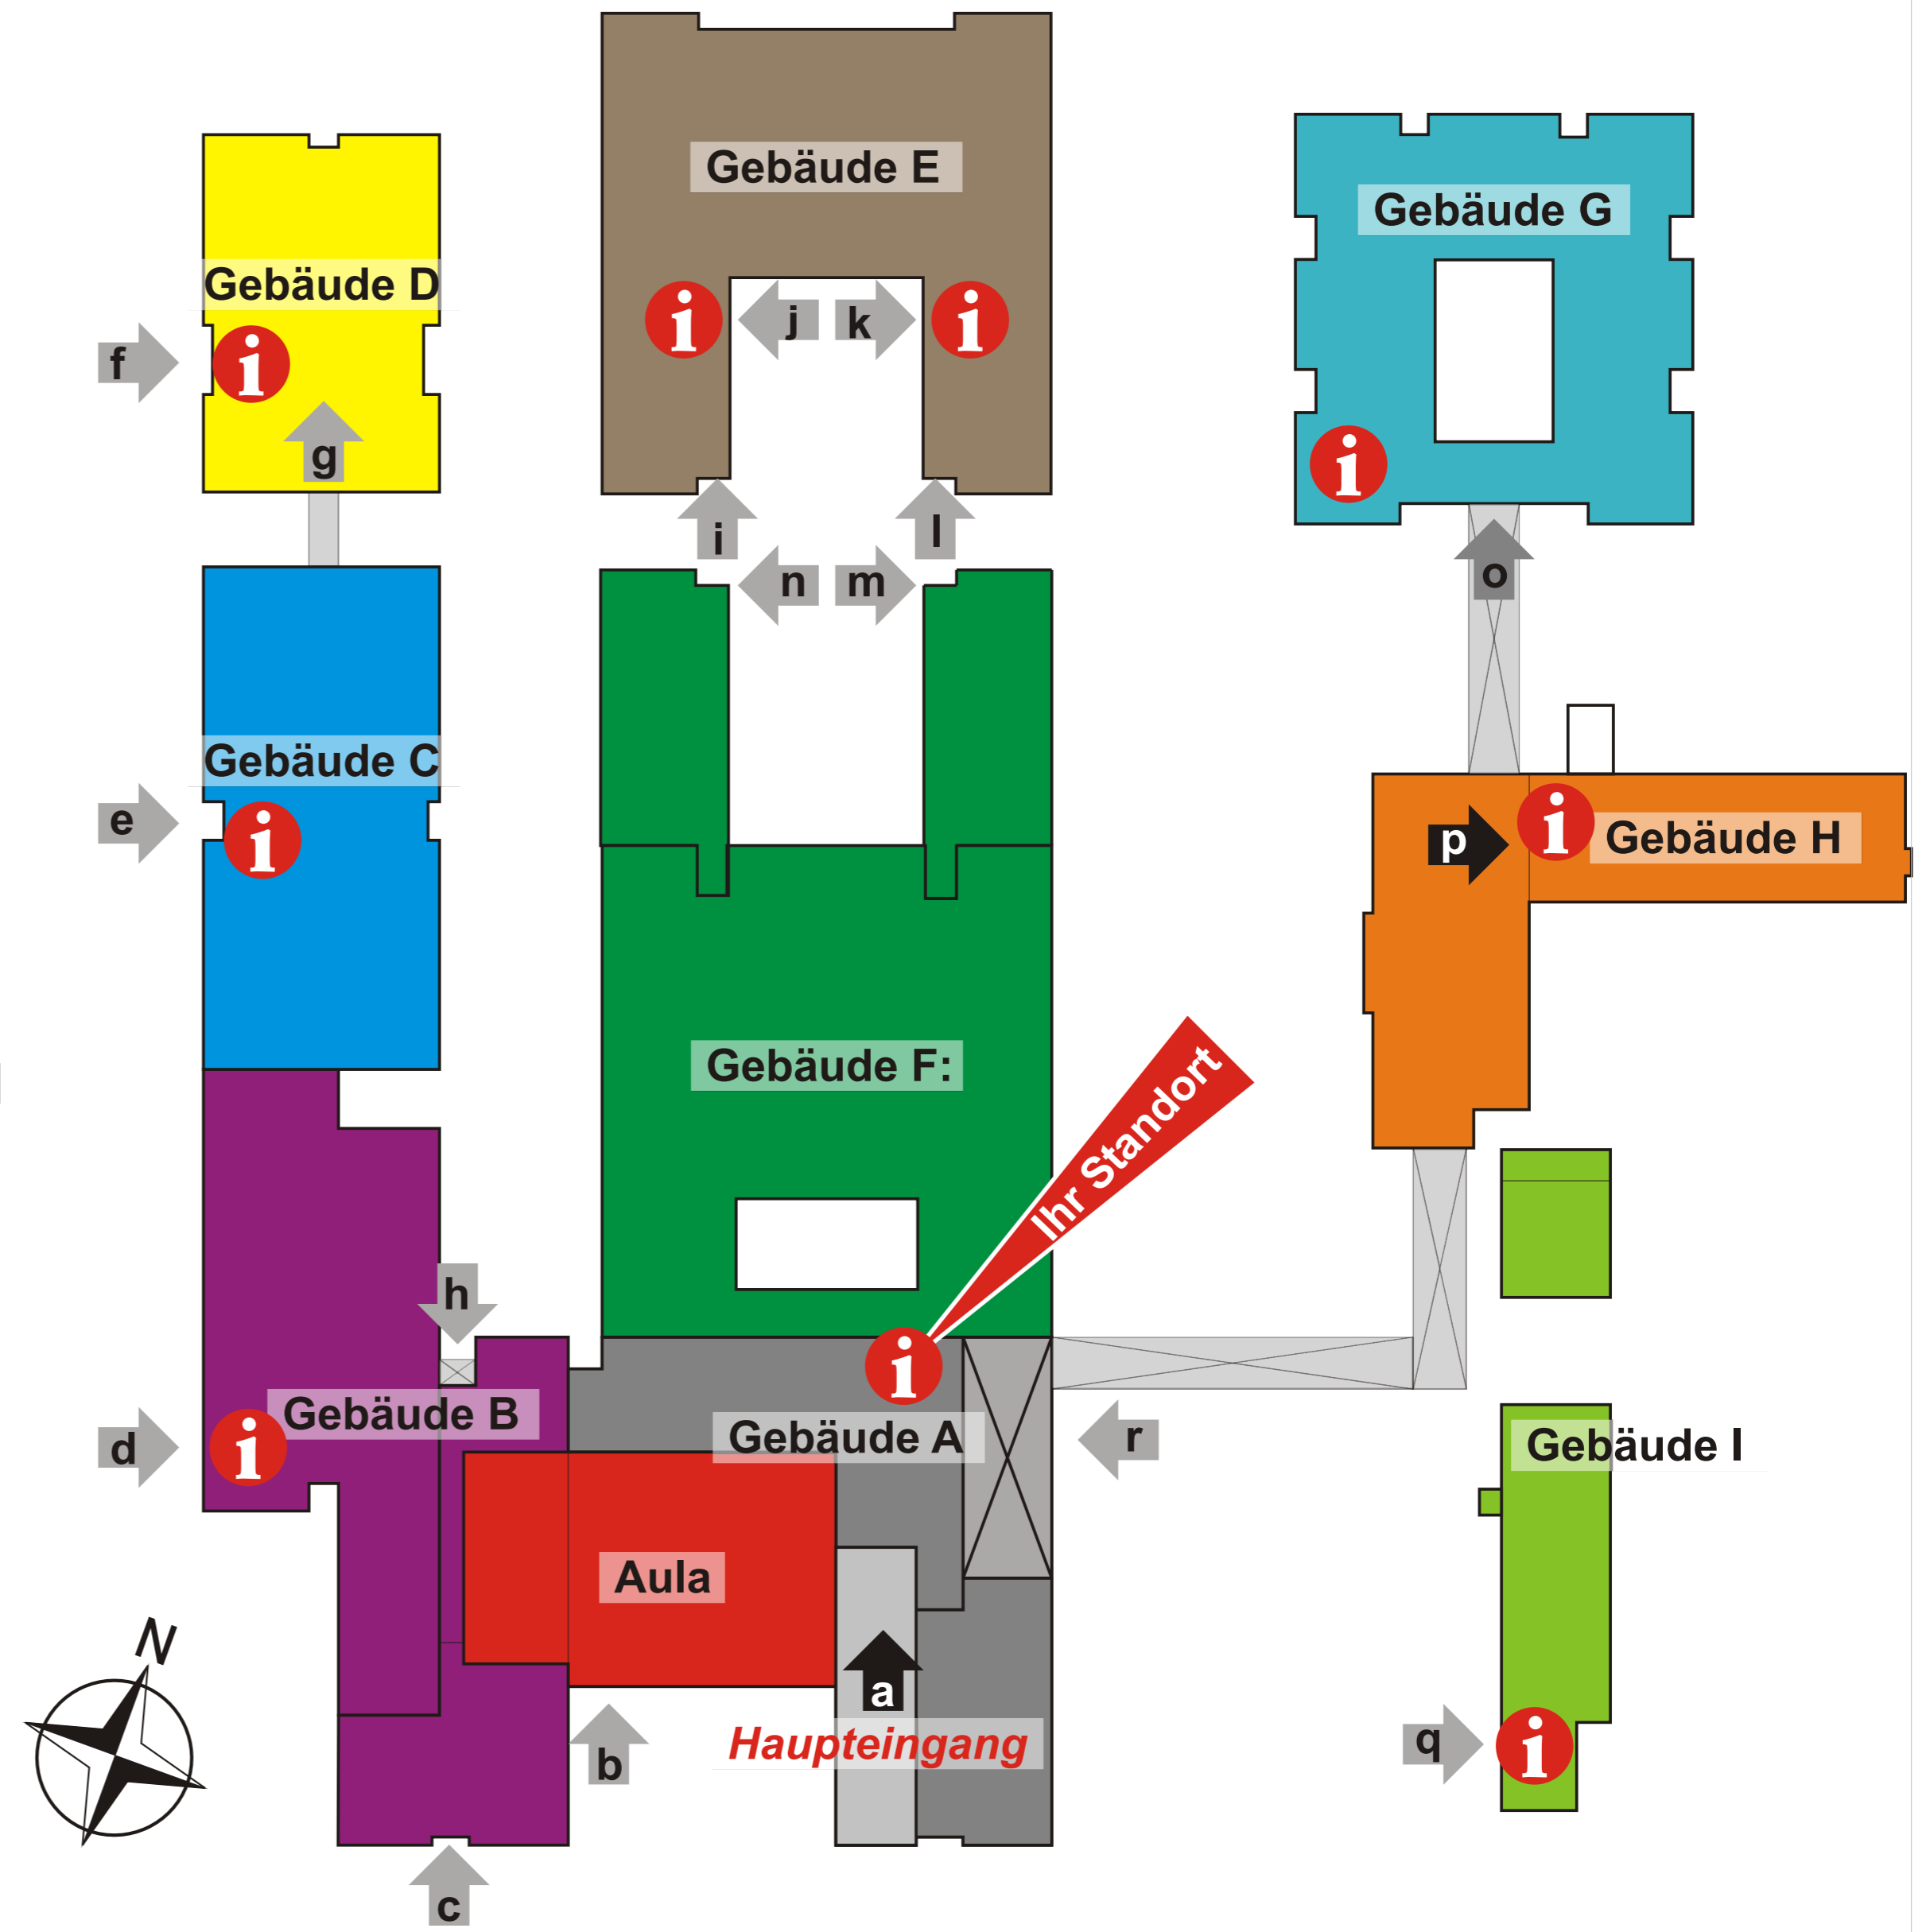 Gebäude E
Gebäude G
Gebäude D
i
i
j
k
f
i
g
i
i
l
n
m
o
Gebäude C
e
i
i
p
Gebäude H
Gebäude F:
Ihr Standort
h
i
Gebäude B
Gebäude A
r
Gebäude I
d
i
Aula
N
a
Haupteingang
b
q
i
c